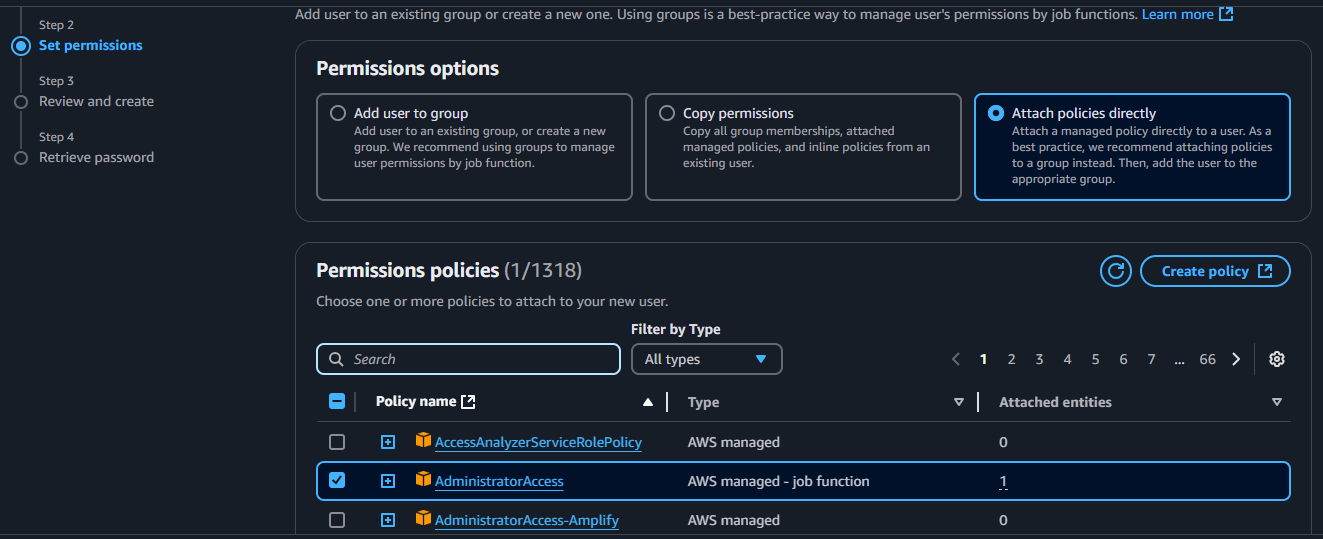 Add user to an existing group or create a new one. Using groups is a best-practice way to manage user's permissions by job functions. Learn more
Step 2
Set permissions
Step 3
Review and create
Step 4
Retrieve password
Permissions options
Add user to group
Add user to an existing group, or create a new
group. We recommend using groups to manage
user permissions by job function.
Copy permissions
Copy all group memberships, attached
managed policies, and inline policies from an
existing user.
Attach policies directly
Attach a managed policy directly to a user. As a
best practice, we recommend attaching policies
to a group instead. Then, add the user to the
appropriate group.
Permissions policies (1/1318)
Create policy
Choose one or more policies to attach to your new user.
Filter by Type
Search
All types
1 2 3 4 5 6 7 ... 66
Policy name Type Attached entities
AccessAnalyzerServiceRolePolicy AWS managed 0
AdministratorAccess AWS managed - job function 1
AdministratorAccess-Amplify AWS managed 0